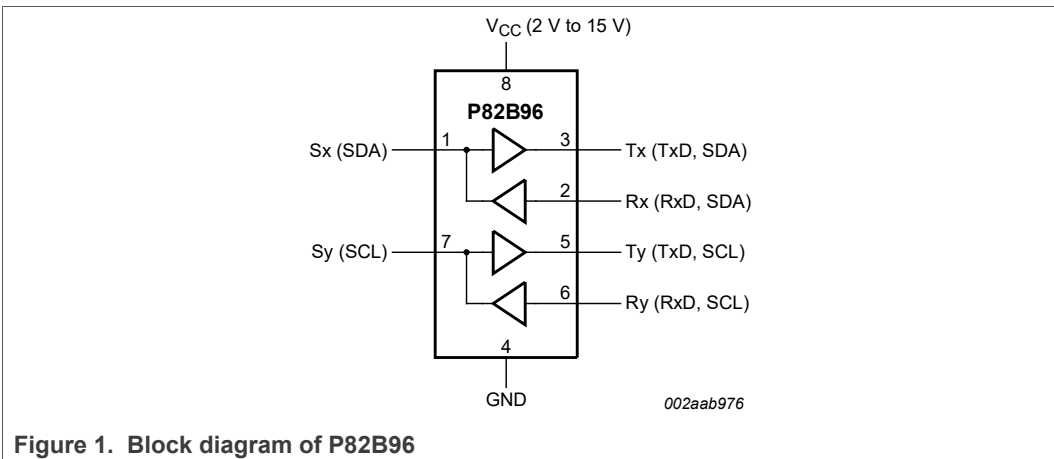 VCC (2 V to 15 V)
8
P82B96
Sx (SDA) 1 3 Tx (TxD, SDA)
2 Rx (RxD, SDA)
Sy (SCL) 7 5 Ty (TxD, SCL)
6 Ry (RxD, SCL)
4
GND
002aab976
Figure 1. Block diagram of P82B96